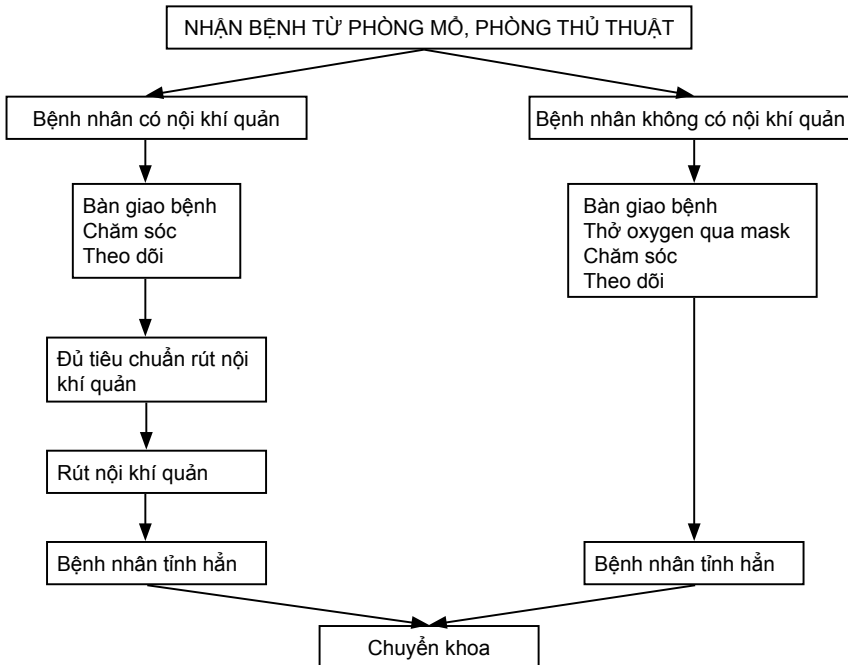 NHẬN BỆNH TỪ PHÒNG MỔ, PHÒNG THỦ THUẬT
Bệnh nhân có nội khí quản
Bệnh nhân không có nội khí quản
Bàn giao bệnh
Chăm sóc
Theo dõi
Bàn giao bệnh
Thở oxygen qua mask
Chăm sóc
Theo dõi
Đủ tiêu chuẩn rút nội
khí quản
Rút nội khí quản
Bệnh nhân tỉnh hẳn
Bệnh nhân tỉnh hẳn
Chuyển khoa